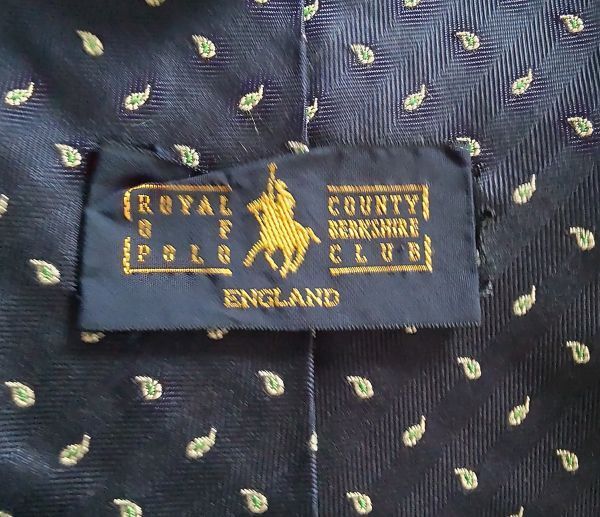 ROYAL COUNTY
OF BERKSHIRE
POLO CLUB
ENGLAND